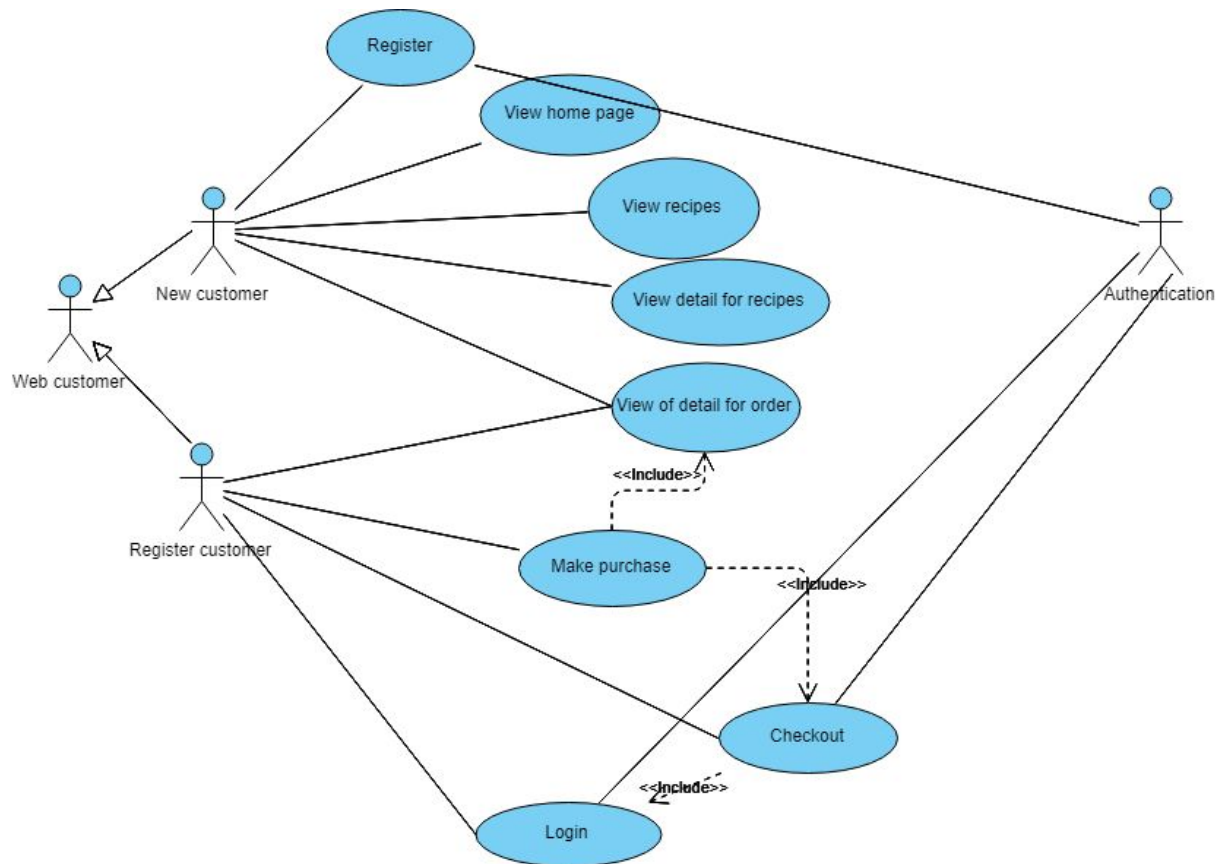 Register
View home page
View recipes
New customer
Authentication
View detail for recipes
Web customer
View of detail for order
<<Include>>
Register customer
Make purchase
<<Include>>
Checkout
<<Include>>
Login